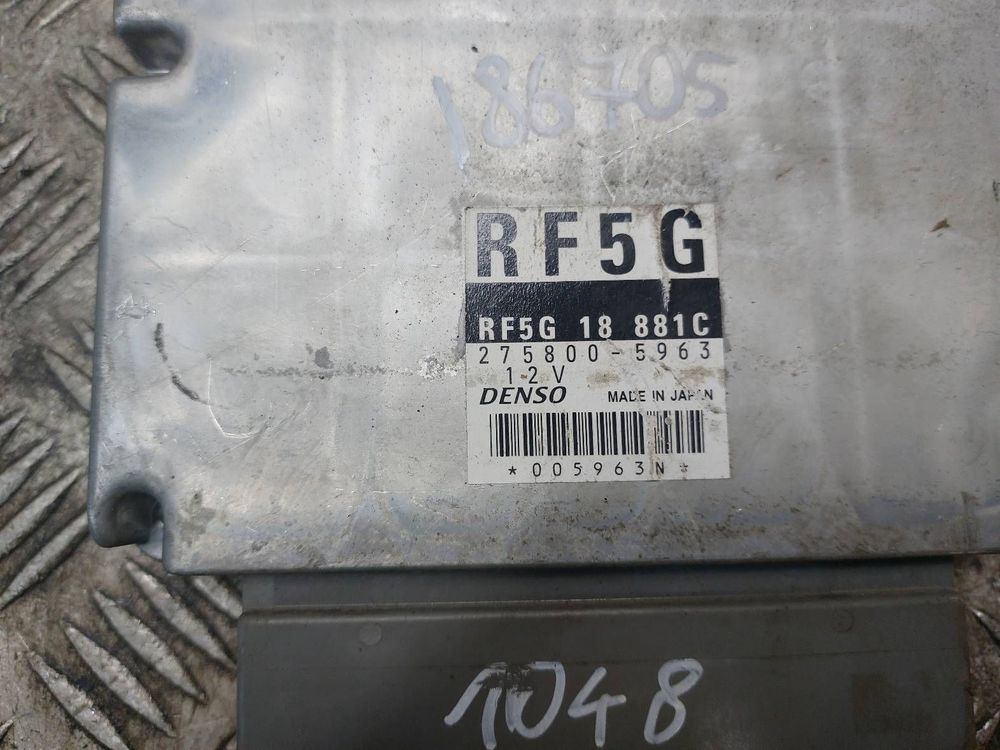 186705
RF5G
RF5G 18 881C
275800-5963
12V
DENSO MADE IN JAPAN
*005963N*
1048